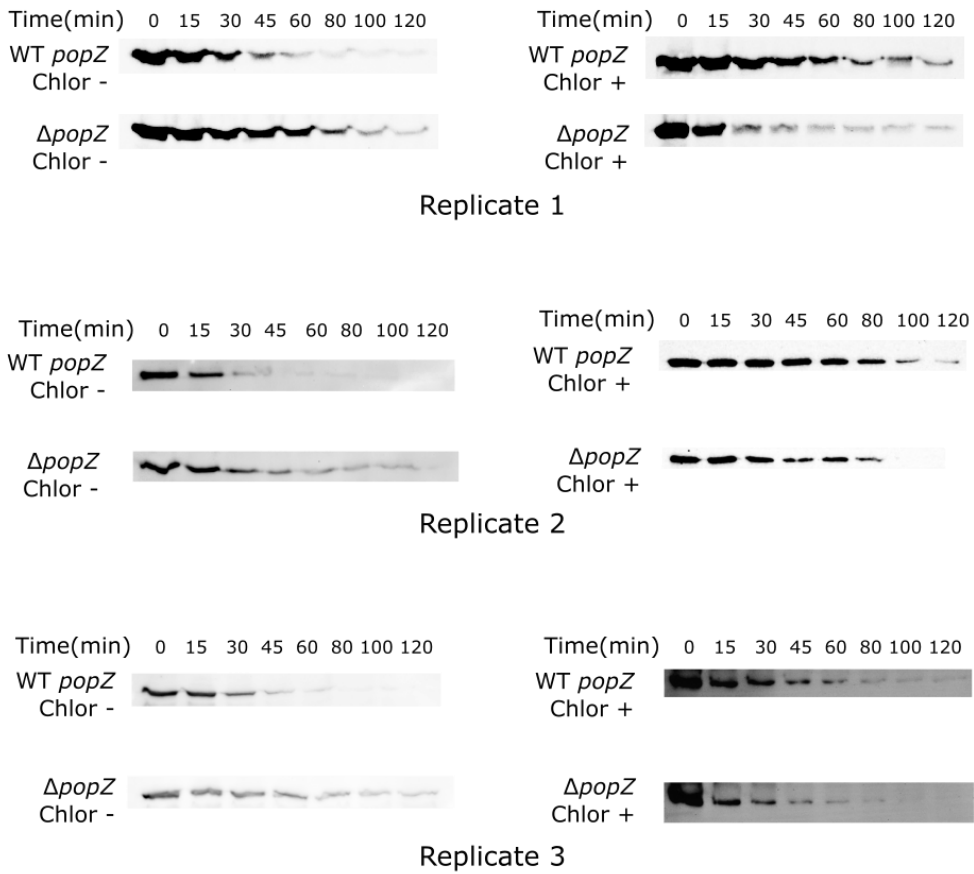 Time(min) 0 15 30 45 60 80 100 120
WT popZ
Chlor -
ΔpopZ
Chlor -
Time(min) 0 15 30 45 60 80 100 120
WT popZ
Chlor +
ΔpopZ
Chlor +
Replicate 1
Time(min) 0 15 30 45 60 80 100 120
WT popZ
Chlor -
ΔpopZ
Chlor -
Time(min) 0 15 30 45 60 80 100 120
WT popZ
Chlor +
ΔpopZ
Chlor +
Replicate 2
Time(min) 0 15 30 45 60 80 100 120
WT popZ
Chlor -
ΔpopZ
Chlor -
Time(min) 0 15 30 45 60 80 100 120
WT popZ
Chlor +
ΔpopZ
Chlor +
Replicate 3